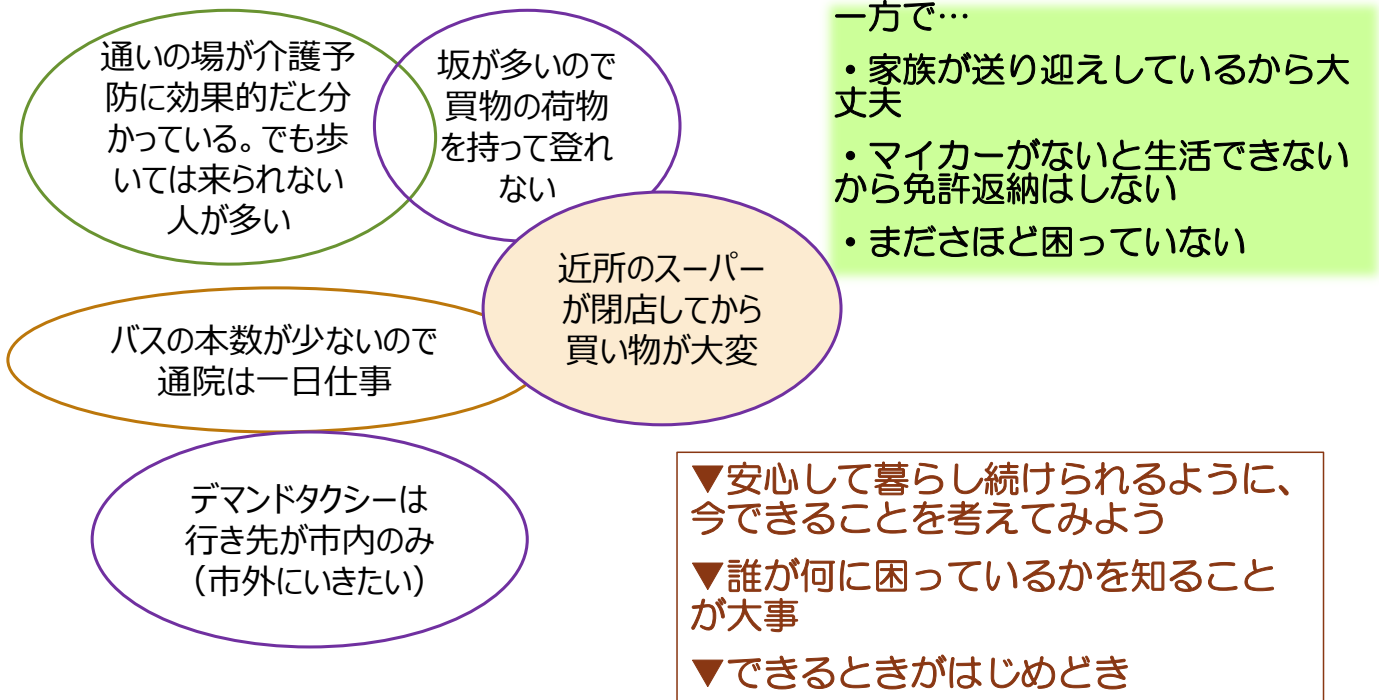 通いの場が介護予
防に効果的だと分
かっている。でも歩
いては来られない
人が多い
坂が多いので
買物の荷物
を持って登れ
ない
近所のスーパー
が閉店してから
買い物が大変
バスの本数が少ないので
通院は一日仕事
デマンドタクシーは
行き先が市内のみ
（市外にいきたい）
一方で…
・家族が送り迎えしているから大
丈夫
・マイカーがないと生活できない
から免許返納はしない
・まださほど困っていない
▼安心して暮らし続けられるように、
今できることを考えてみよう
▼誰が何に困っているかを知ること
が大事
▼できるときがはじめどき